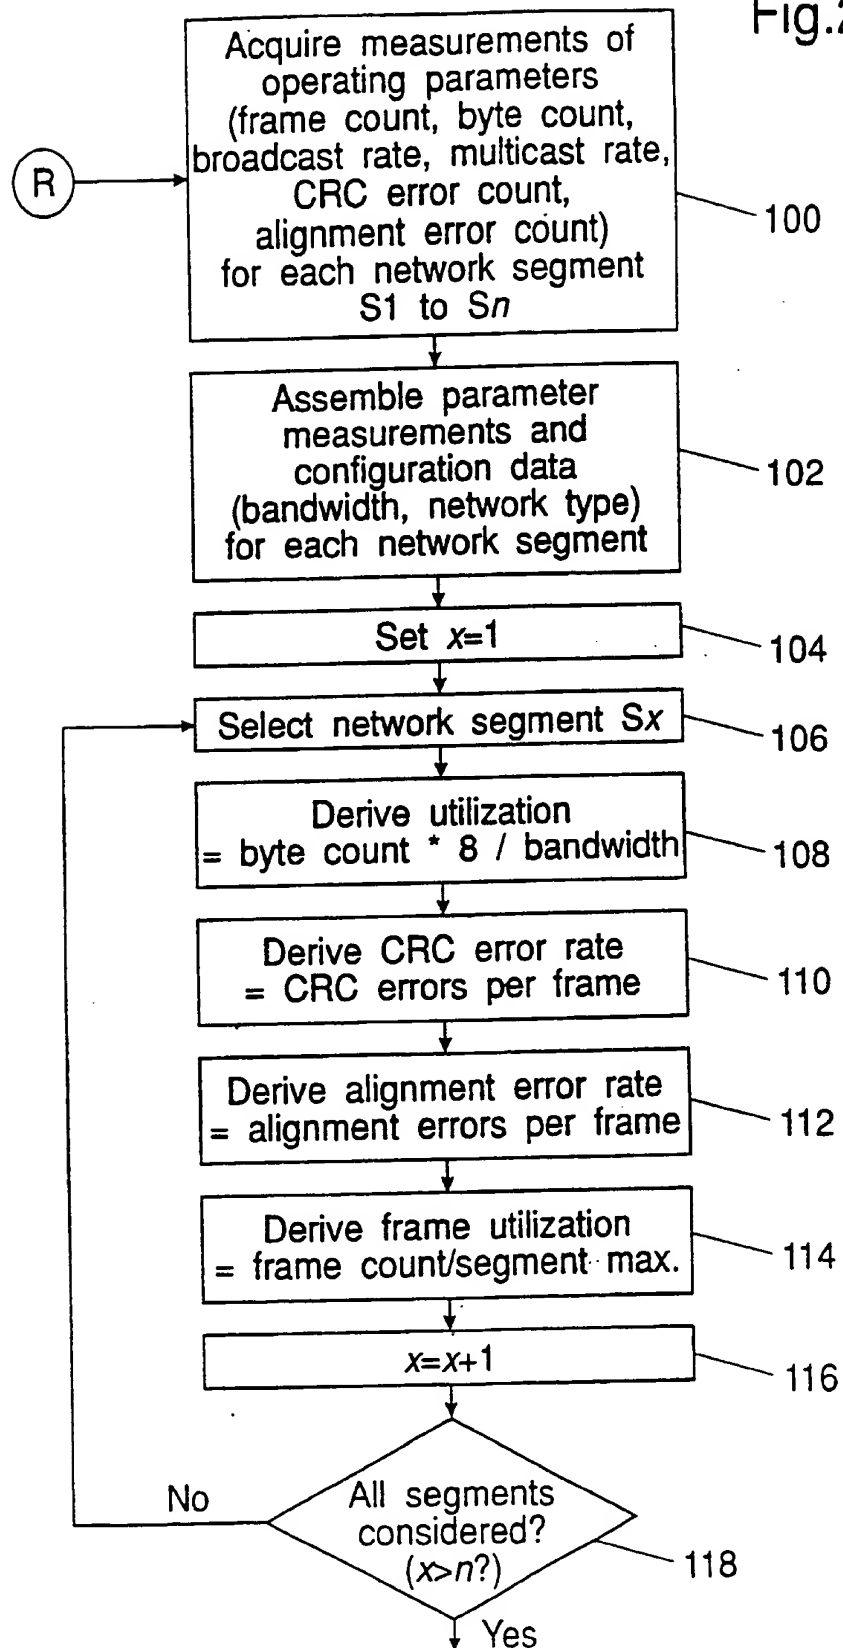 Fig.2
Acquire measurements of
operating parameters
(frame count, byte count,
broadcast rate, multicast rate,
CRC error count,
alignment error count)
for each network segment
S1 to Sn
R
100
Assemble parameter
measurements and
configuration data
(bandwidth, network type)
for each network segment
102
Set x=1
104
Select network segment Sx
106
Derive utilization
= byte count * 8 / bandwidth
108
Derive CRC error rate
= CRC errors per frame
110
Derive alignment error rate
= alignment errors per frame
112
Derive frame utilization
= frame count/segment max.
114
x=x+1
116
No
All segments
considered?
(x>n?)
118
Yes